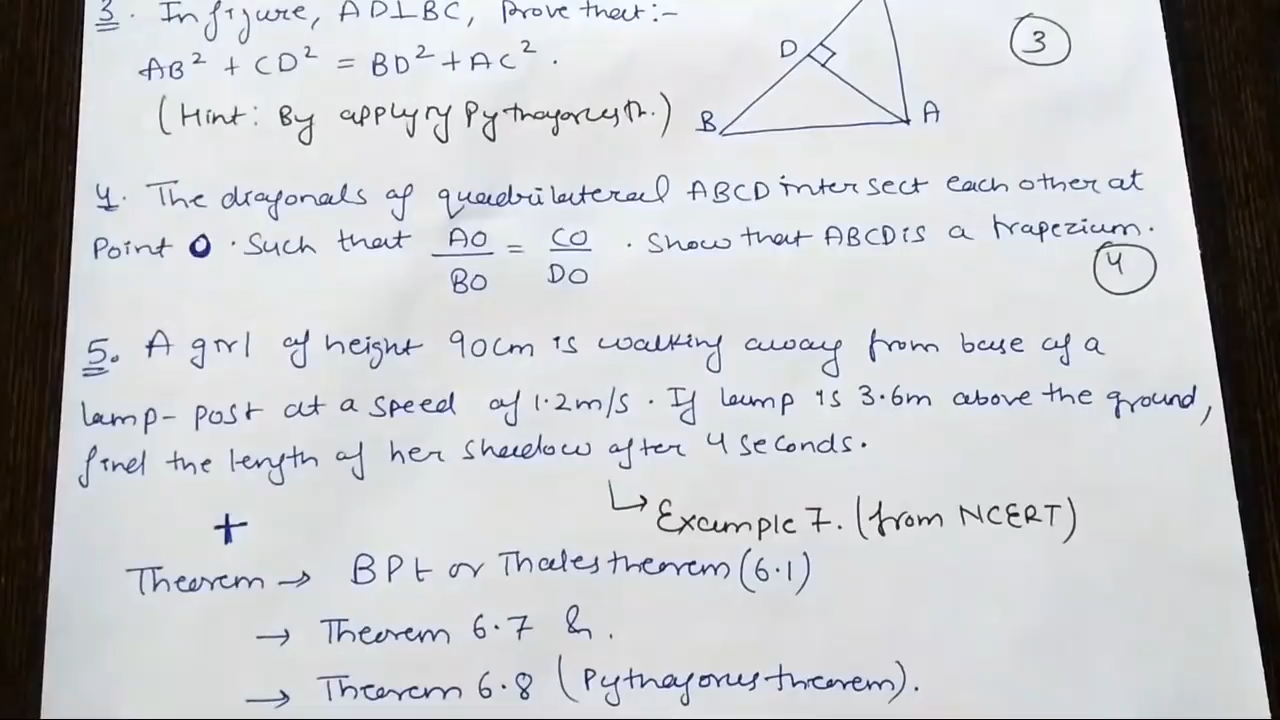 3. In figure, AD⊥BC, Prove that:-
AB² + CD² = BD² + AC².
(Hint: By applying Pythagoras th.)
D
B
A
3
4. The diagonals of quadrilateral ABCD intersect each other at
Point O. Such that AO/BO = CO/DO. Show that ABCD is a trapezium.
4
5. A girl of height 90cm is walking away from base of a
lamp-post at a speed of 1.2m/s. If lamp is 3.6m above the ground,
find the length of her shadow after 4 seconds.
↳ Example 7. (from NCERT)
+
Theorem → BPt or Thales theorem (6.1)
→ Theorem 6.7 &.
→ Theorem 6.8 (Pythagorus theorem).